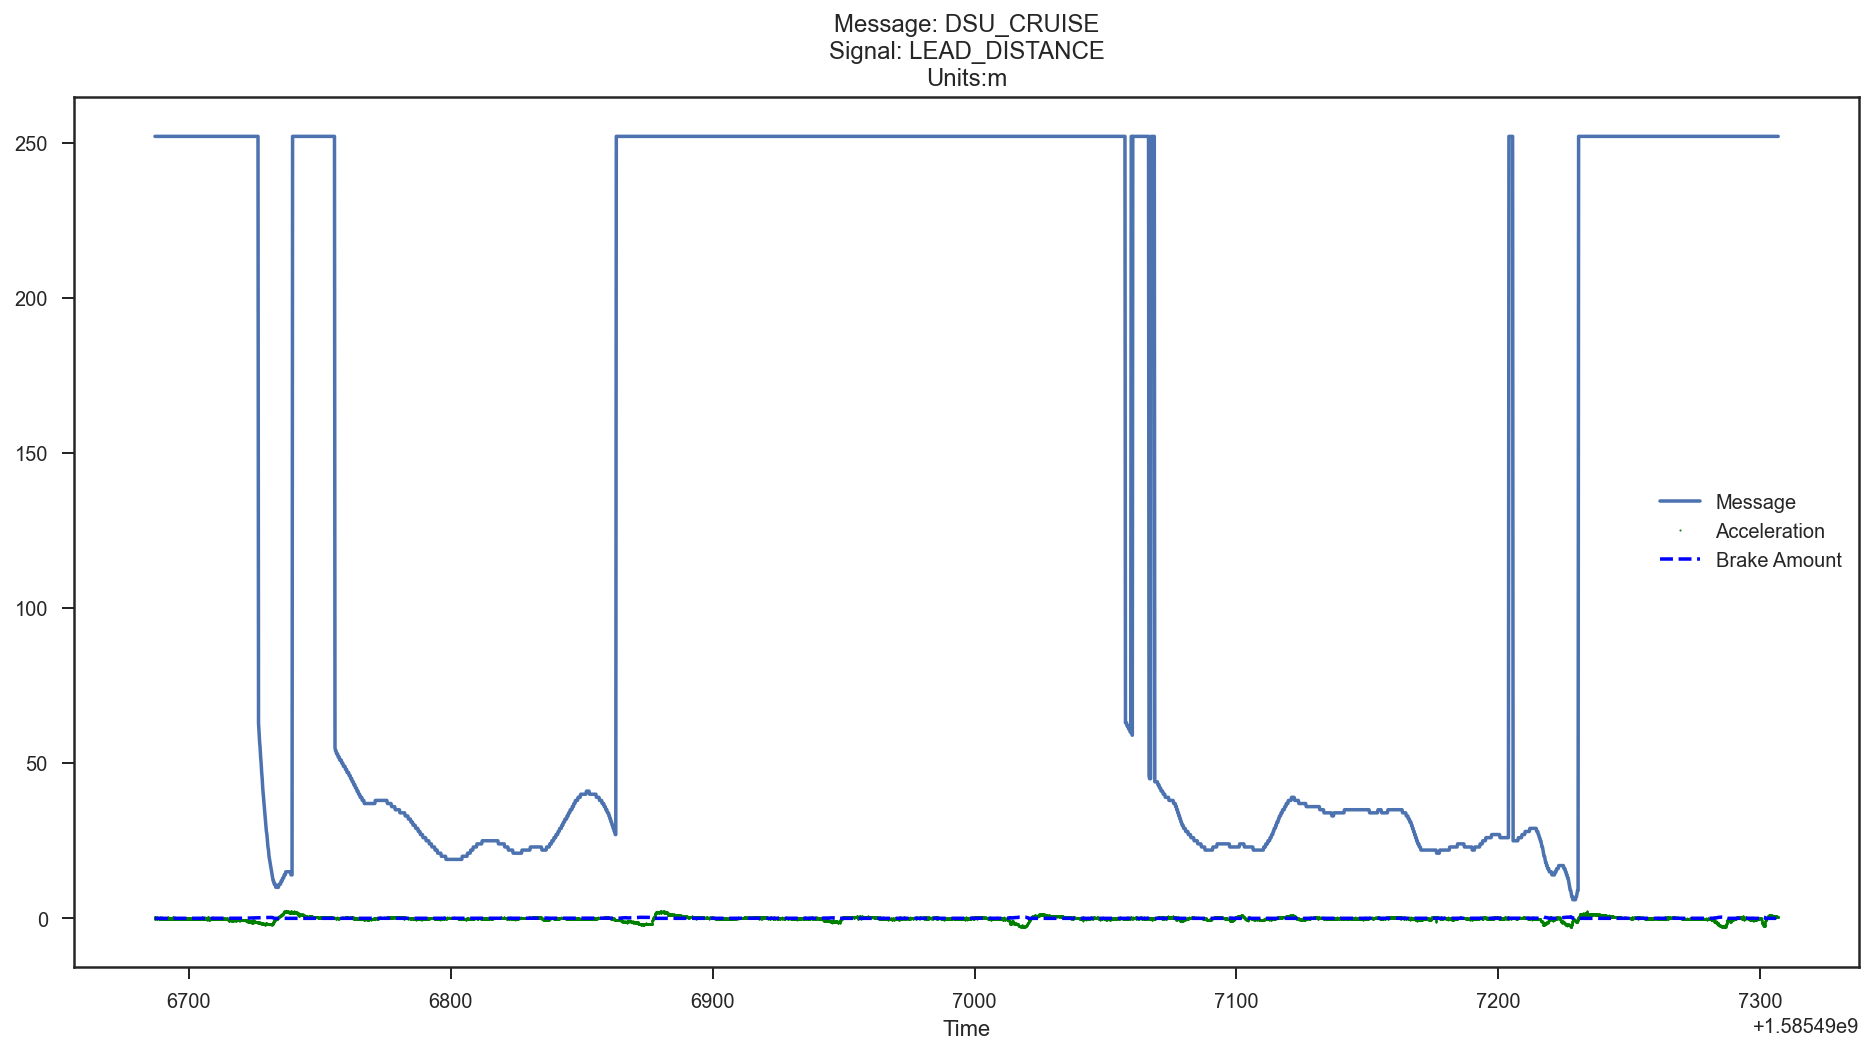 Message: DSU_CRUISE
Signal: LEAD_DISTANCE
Units:m
250
200
150
100
50
0
Message
Acceleration
Brake Amount
6700
6800
6900
7000
7100
7200
7300
Time
+1.58549e9